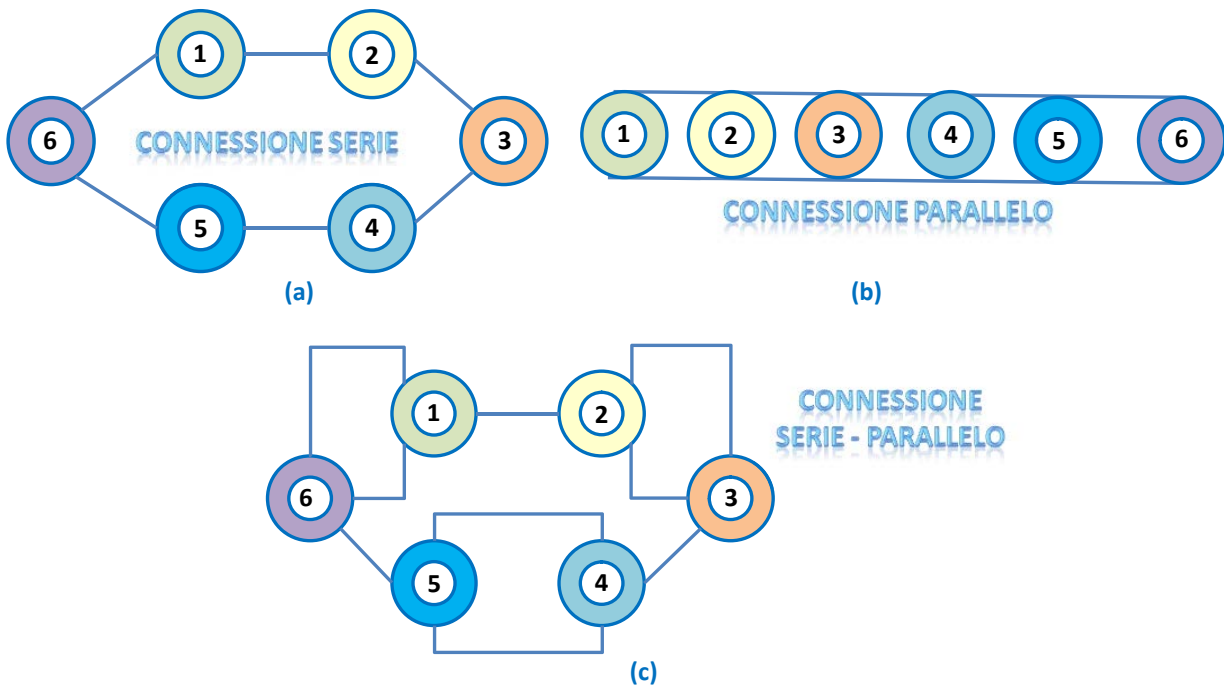 1
2
6
CONNESSIONE SERIE
3
5
4
(a)
1
2
3
4
5
6
CONNESSIONE PARALLELO
(b)
1
2
CONNESSIONE
SERIE - PARALLELO
6
3
5
4
(c)